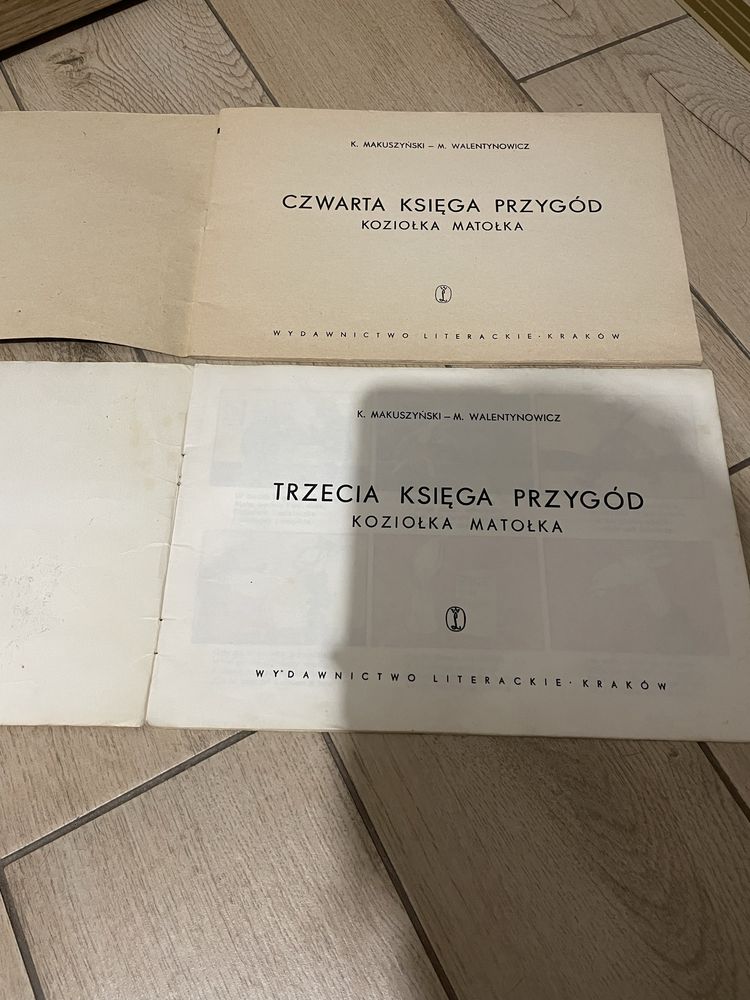 K. MAKUSZYŃSKI – M. WALENTYNOWICZ
CZWARTA KSIĘGA PRZYGÓD
KOZIOŁKA MATOŁKA
WYDAWNICTWO LITERACKIE · KRAKÓW
K. MAKUSZYŃSKI – M. WALENTYNOWICZ
TRZECIA KSIĘGA PRZYGÓD
KOZIOŁKA MATOŁKA
WYDAWNICTWO LITERACKIE · KRAKÓW